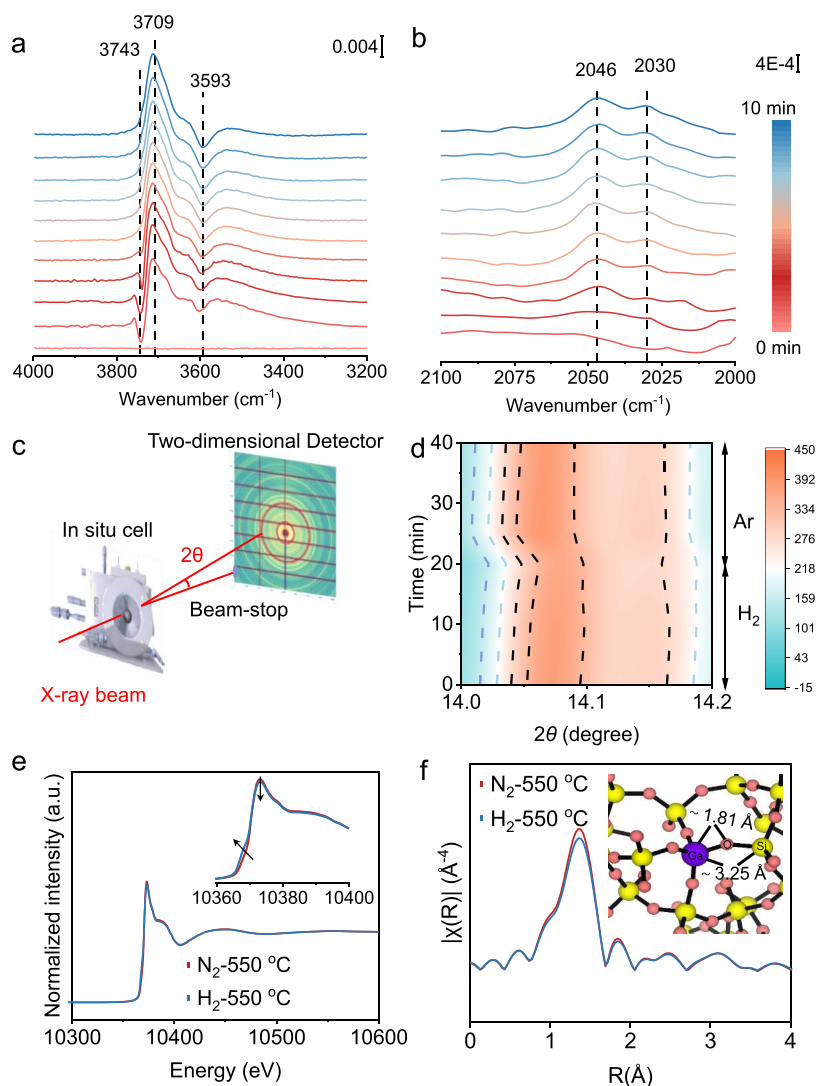 a
3743
3709
3593
0.004
4000
3800
3600
3400
3200
Wavenumber (cm⁻¹)
b
2046
2030
4E-4
10 min
0 min
2100
2075
2050
2025
2000
Wavenumber (cm⁻¹)
c
Two-dimensional Detector
In situ cell
2θ
Beam-stop
X-ray beam
d
40
30
20
10
0
Time (min)
14.0
14.1
14.2
2θ (degree)
Ar
H₂
450
392
334
276
218
159
101
43
-15
e
Normalized intensity (a.u.)
10360
10380
10400
N₂-550 °C
H₂-550 °C
10300
10400
10500
10600
Energy (eV)
f
N₂-550 °C
H₂-550 °C
|χ(R)| (Å⁻⁴)
~ 1.81 Å
O
Si
Ga
~ 3.25 Å
0
1
2
3
4
R(Å)